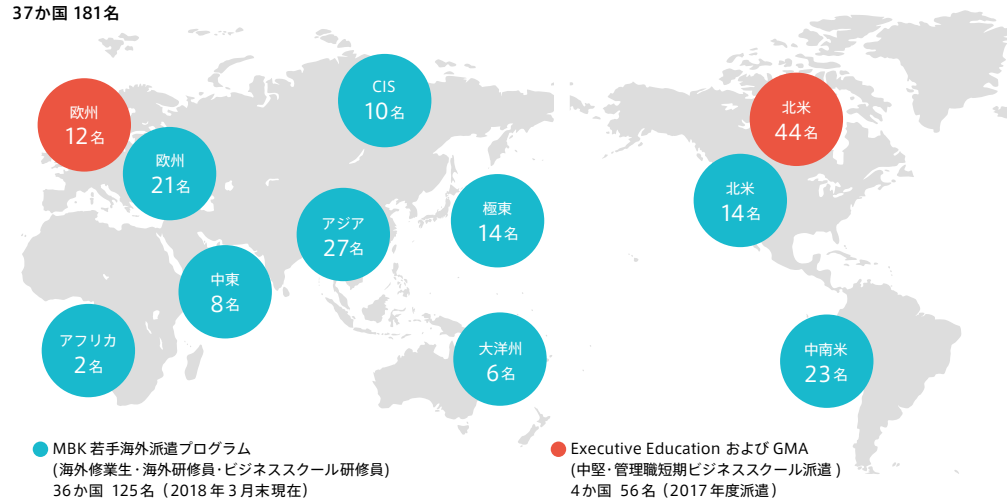 37か国 181名
CIS
10名
欧州
12名
北米
44名
欧州
21名
北米
14名
極東
14名
アジア
27名
中東
8名
アフリカ
2名
大洋州
6名
中南米
23名
MBK 若手海外派遣プログラム
(海外修業生・海外研修員・ビジネススクール研修員)
36か国 125名 (2018年3月末現在)
Executive Education および GMA
(中堅・管理職短期ビジネススクール派遣)
4か国 56名 (2017年度派遣)